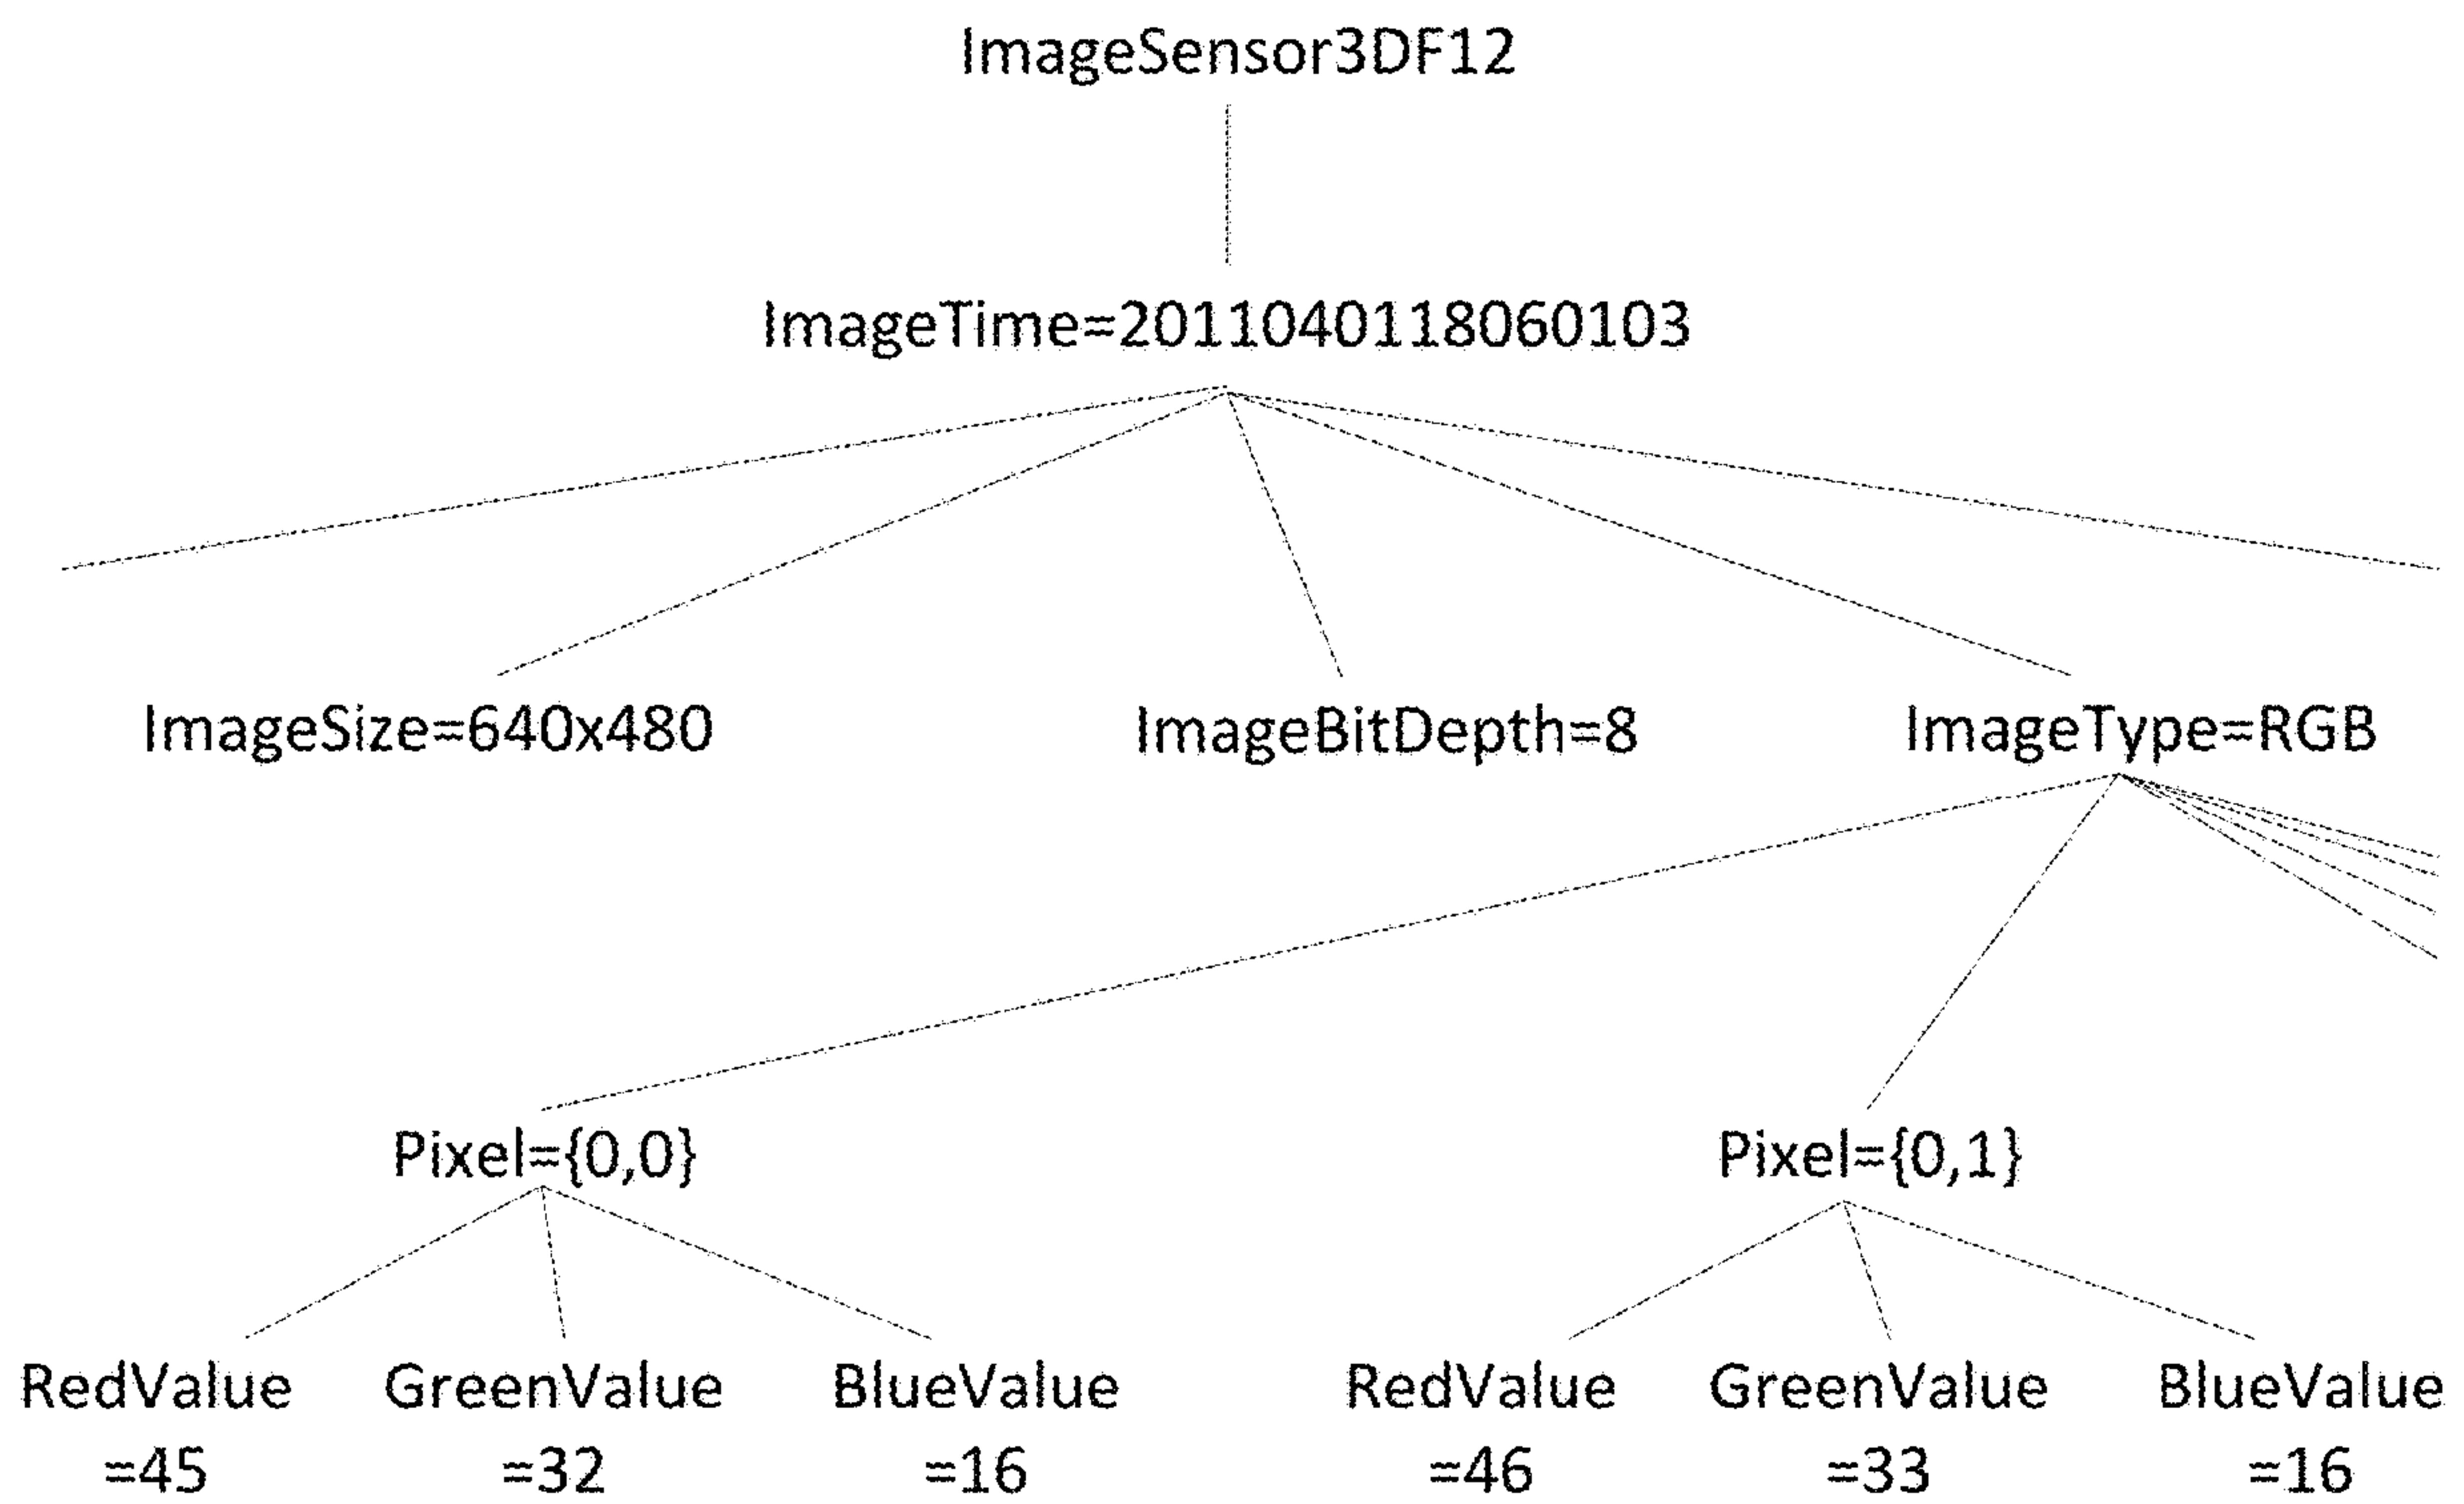 ImageSensor3DF12
ImageTime=2011040118060103
ImageSize=640x480 ImageBitDepth=8 ImageType=RGB
Pixel={0,0} Pixel={0,1}
RedValue GreenValue BlueValue RedValue GreenValue BlueValue
=45 =32 =16 =46 =33 =16